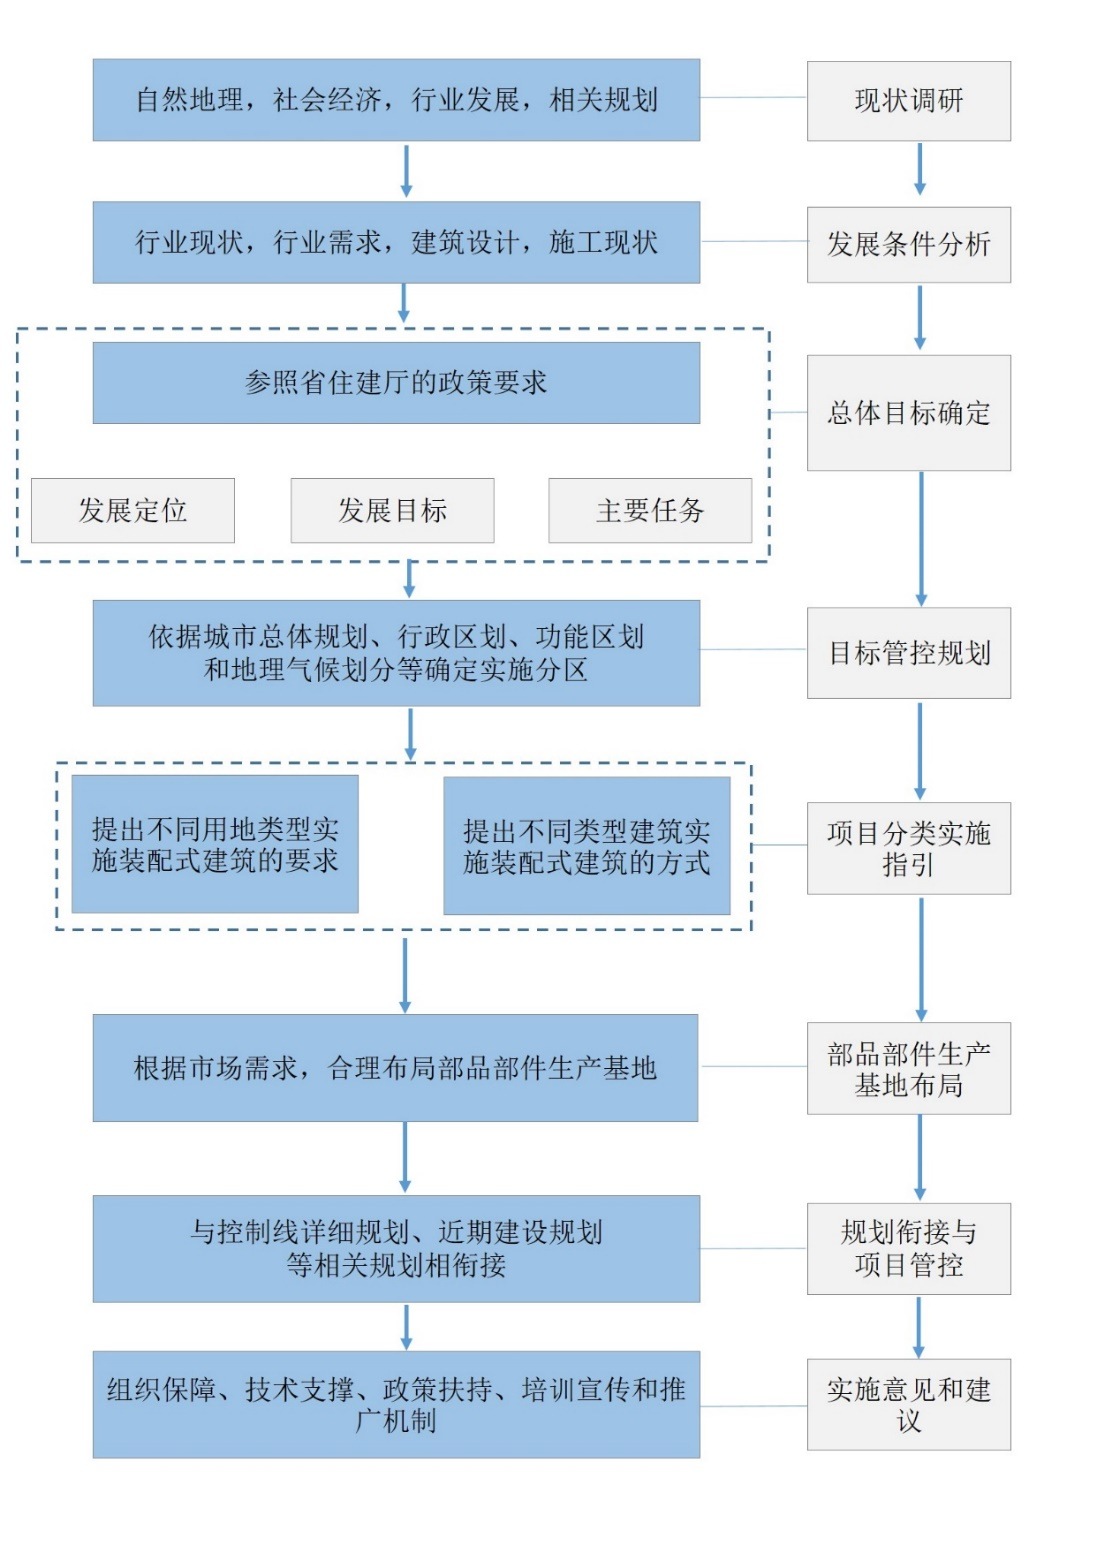 自然地理，社会经济，行业发展，相关规划
现状调研
行业现状，行业需求，建筑设计，施工现状
发展条件分析
参照省住建厅的政策要求
总体目标确定
发展定位
发展目标
主要任务
依据城市总体规划、行政区划、功能区划
和地理气候划分等确定实施分区
目标管控规划
提出不同用地类型实
施装配式建筑的要求
提出不同类型建筑实
施装配式建筑的方式
项目分类实施
指引
根据市场需求，合理布局部品部件生产基地
部品部件生产
基地布局
与控制线详细规划、近期建设规划
等相关规划相衔接
规划衔接与
项目管控
组织保障、技术支撑、政策扶持、培训宣传和推
广机制
实施意见和建
议